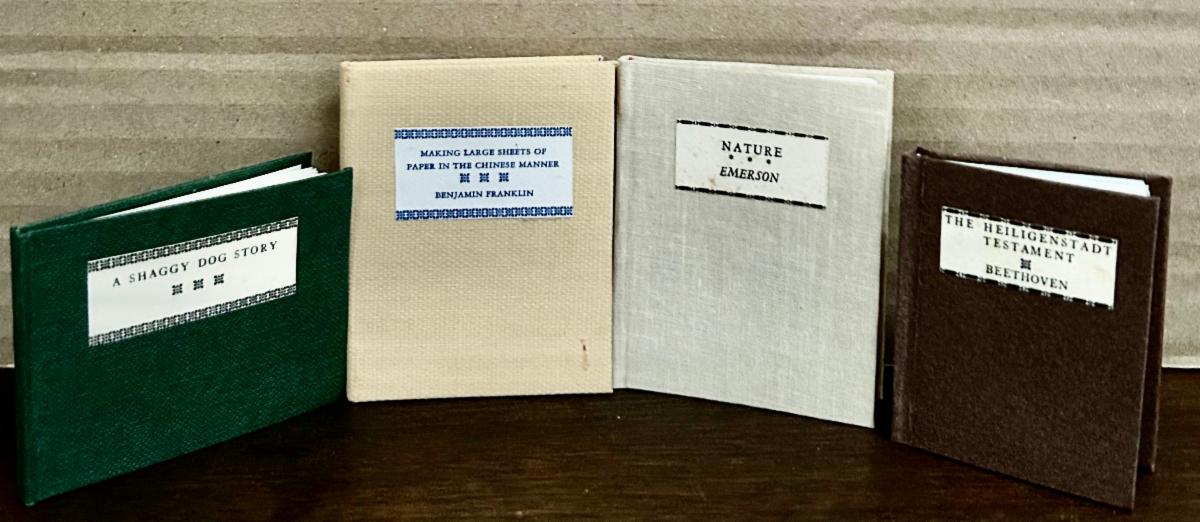 A SHAGGY DOG STORY
MAKING LARGE SHEETS OF
PAPER IN THE CHINESE MANNER
BENJAMIN FRANKLIN
NATURE
EMERSON
THE HEILIGENSTADT
TESTAMENT
BEETHOVEN